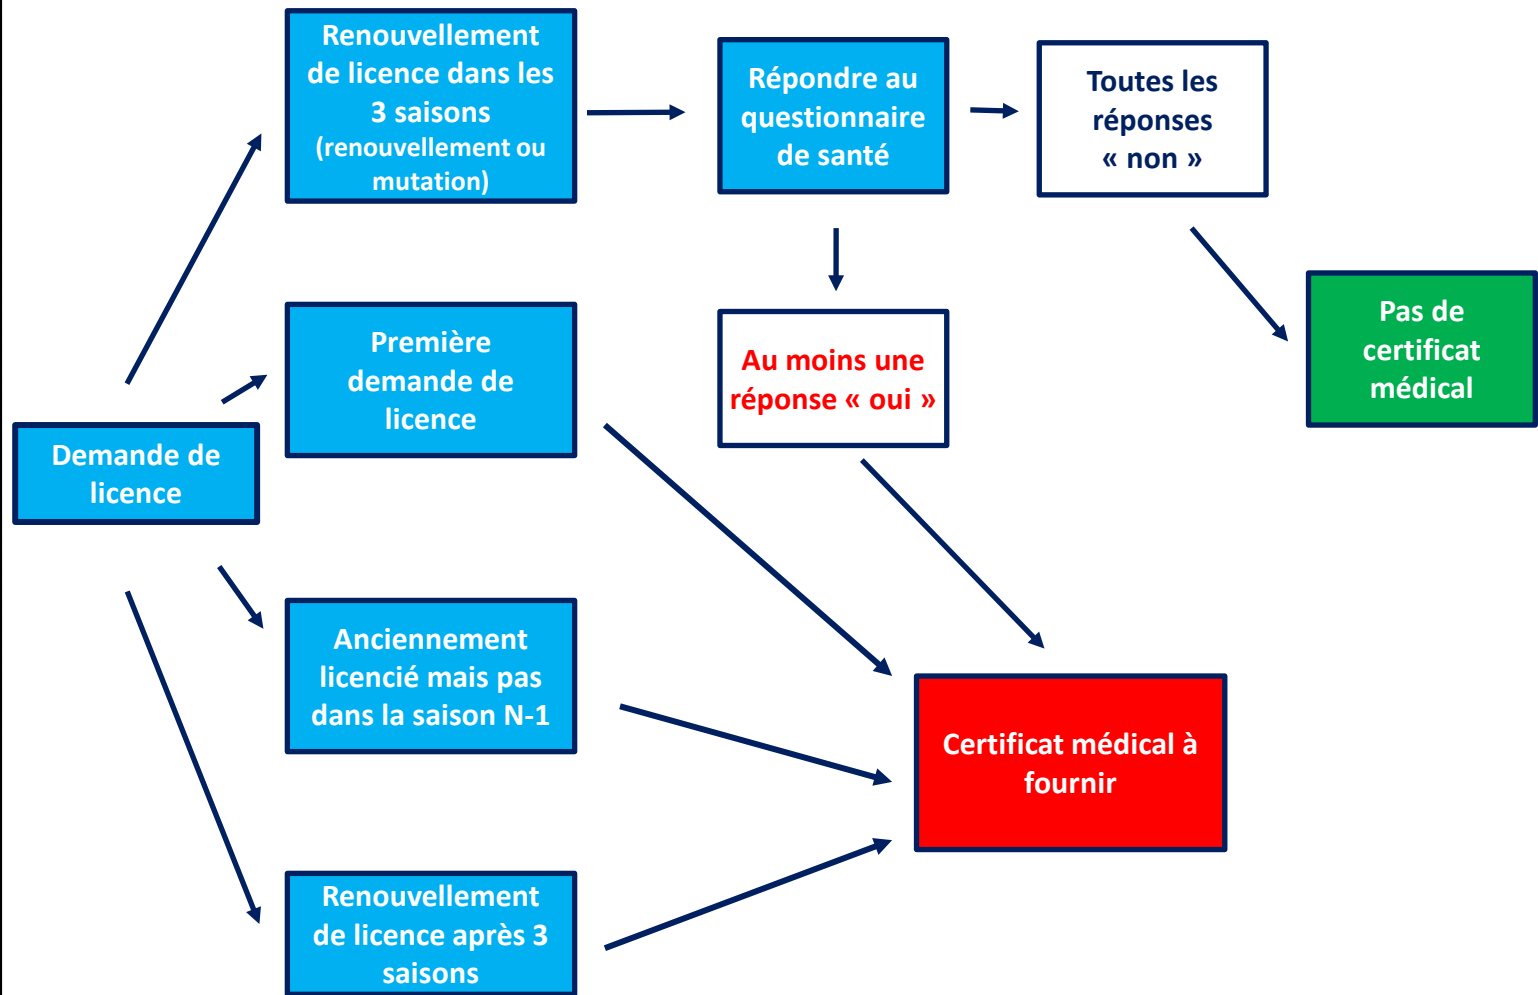 Renouvellement
de licence dans les
3 saisons
(renouvellement ou
mutation)
Répondre au
questionnaire
de santé
Toutes les
réponses
« non »
Première
demande de
licence
Au moins une
réponse « oui »
Pas de
certificat
médical
Demande de
licence
Anciennement
licencié mais pas
dans la saison N-1
Certificat médical à
fournir
Renouvellement
de licence après 3
saisons